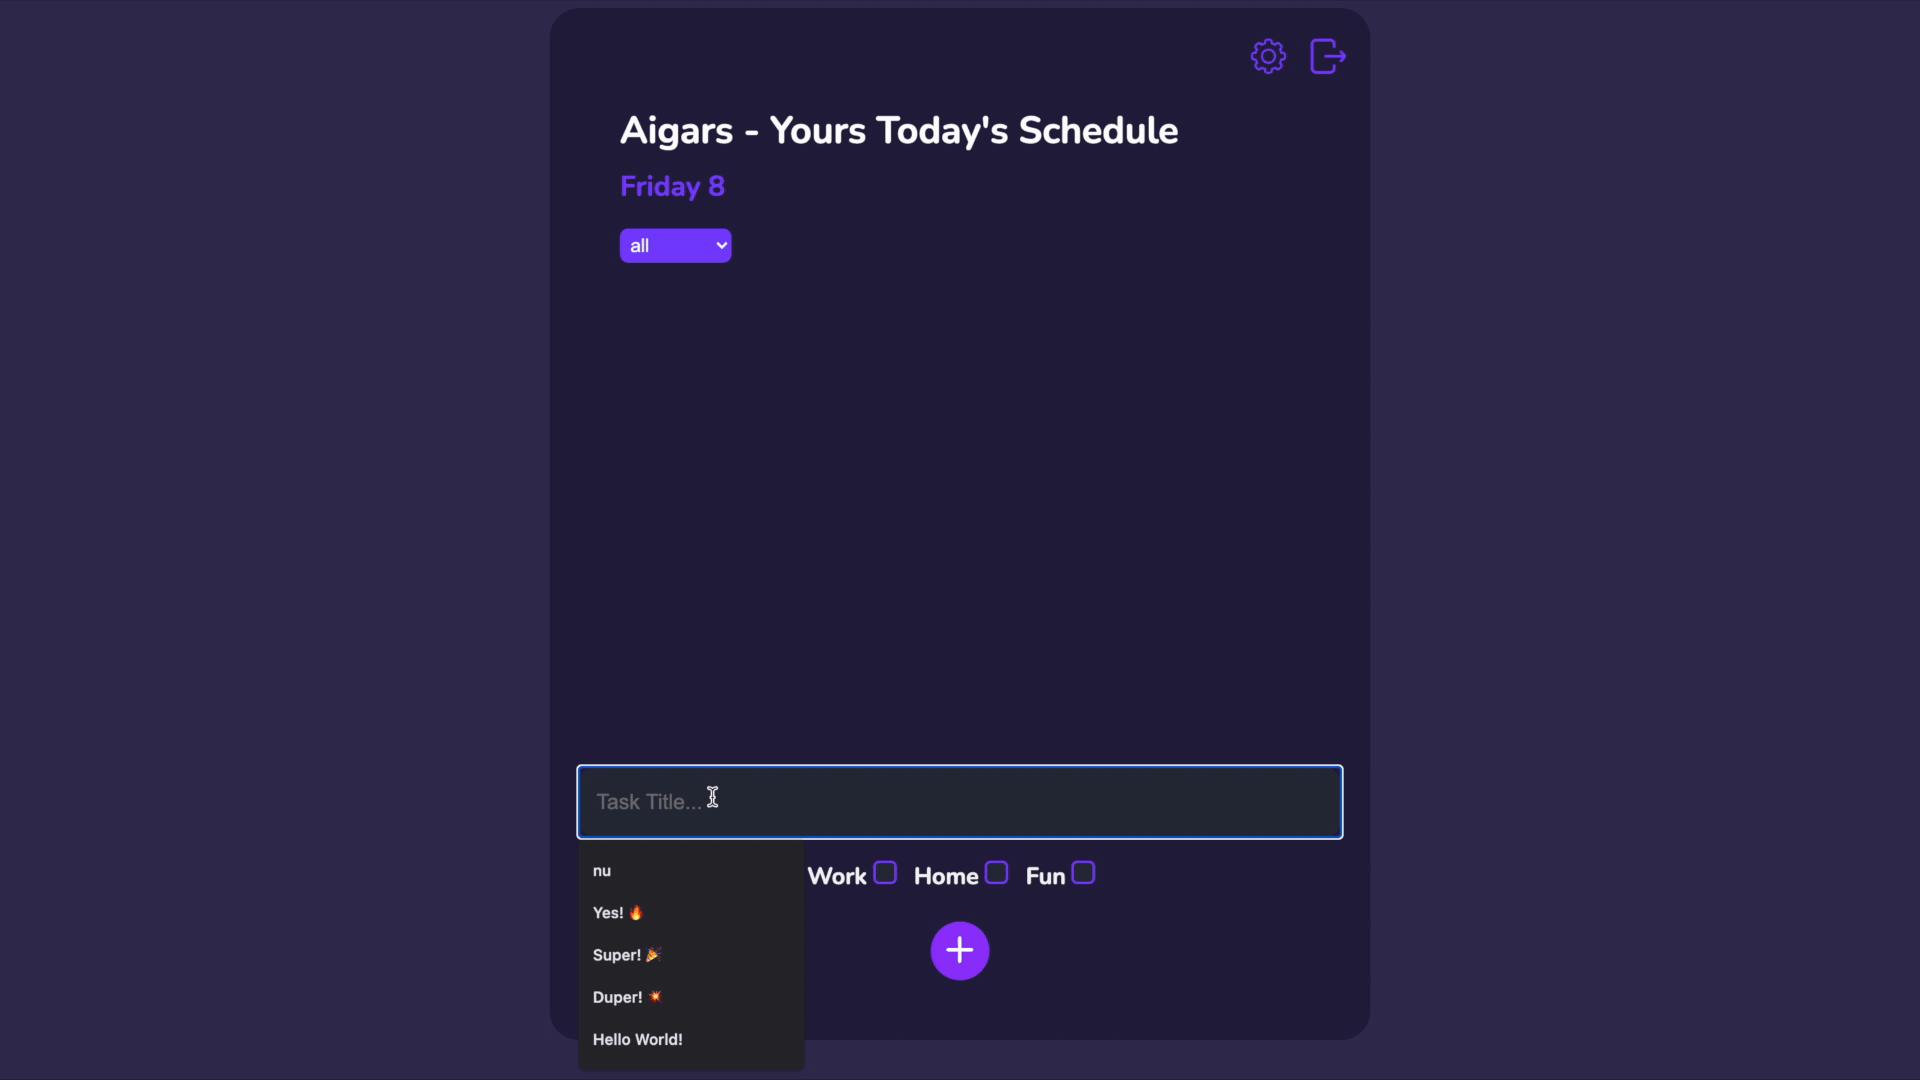 Aigars - Yours Today's Schedule
Friday 8
all
Task Title...
Work Home Fun
nu
Yes! 🔥
Super! 🎉
Duper! 💥
Hello World!